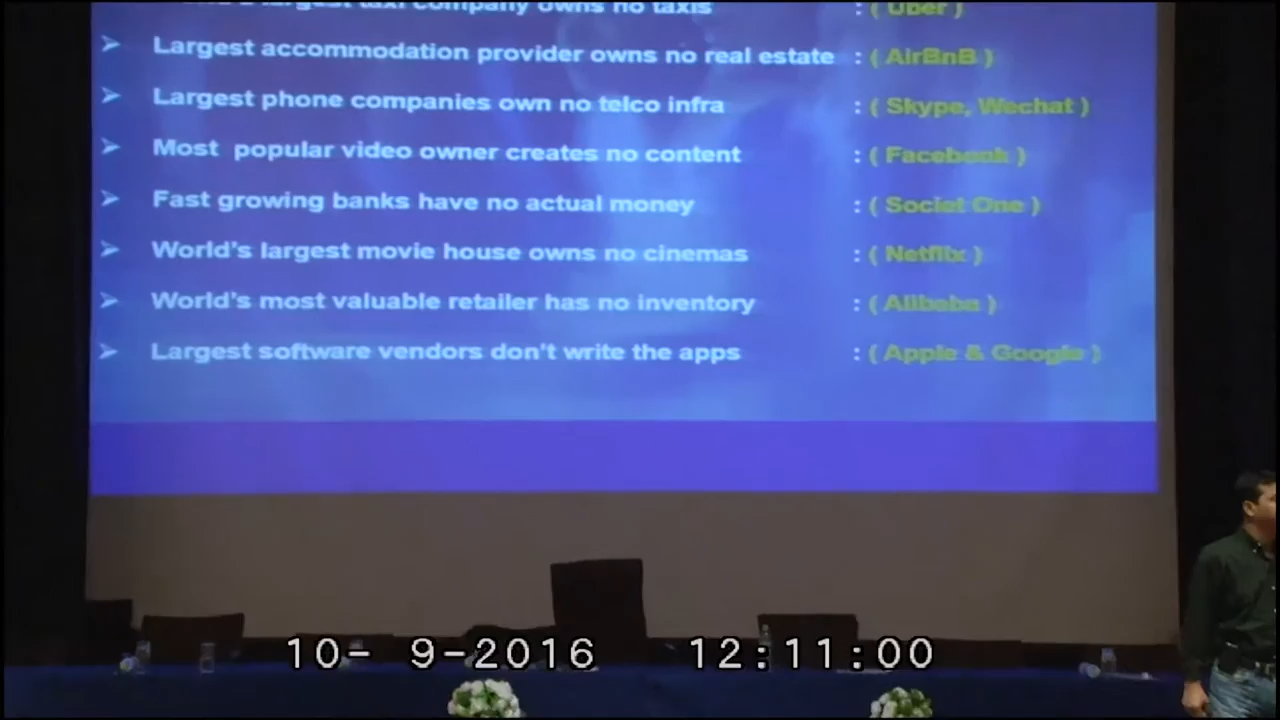 largest taxi company owns no taxis : ( Uber )
➤ Largest accommodation provider owns no real estate : ( AirBnB )
➤ Largest phone companies own no telco infra : ( Skype, Wechat )
➤ Most popular video owner creates no content : ( Facebook )
➤ Fast growing banks have no actual money : ( Societ One )
➤ World's largest movie house owns no cinemas : ( Netflix )
➤ World's most valuable retailer has no inventory : ( Alibaba )
➤ Largest software vendors don't write the apps : ( Apple & Google )
10- 9-2016 12:11:00